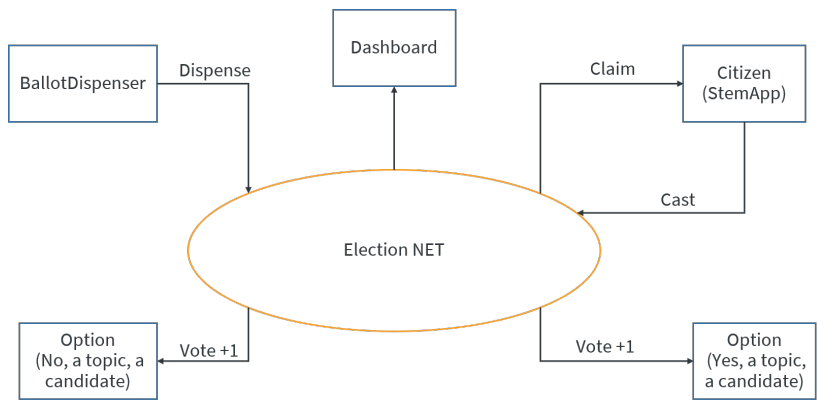 Dashboard
BallotDispenser
Dispense
Claim
Citizen
(StemApp)
Cast
Election NET
Option
(No, a topic, a
candidate)
Vote +1
Vote +1
Option
(Yes, a topic,
a candidate)